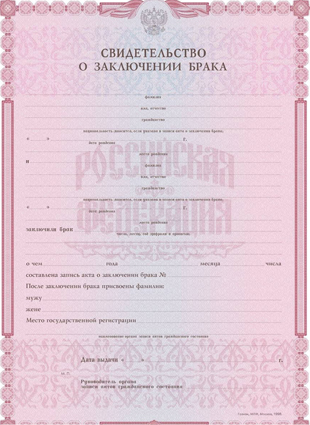 СВИДЕТЕЛЬСТВО
О ЗАКЛЮЧЕНИИ БРАКА
фамилия
имя, отчество
гражданство
национальность (вносится, если указана в записи акта о заключении брака)
« » г.
дата рождения
место рождения
и
фамилия
имя, отчество
гражданство
национальность (вносится, если указана в записи акта о заключении брака)
« » г.
дата рождения
место рождения
РОССИЙСКАЯ
ФЕДЕРАЦИЯ
заключили брак
число, месяц, год (цифрами и прописью)
о чем года месяца числа
составлена запись акта о заключении брака №
После заключения брака присвоены фамилии:
мужу
жене
Место государственной регистрации
наименование органа записи актов гражданского состояния
Дата выдачи « » г.
Руководитель органа
записи актов гражданского состояния